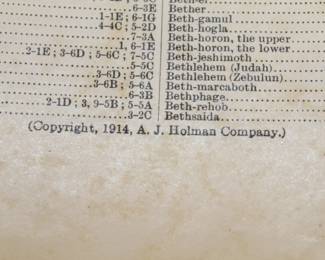 6-3E Bether
1-1E; 6-1G Beth-gamul
4-4C; 5-2D Beth-hogla
7-3A Beth-horon, the upper
1, 6-1E Beth-horon, the lower
2-1E; 3-6D; 5-6C; 7-5C Beth-jeshimoth
5-5C Bethlehem (Judah)
3-6D; 5-6C Bethlehem (Zebulun)
3-6B; 5-6A Beth-marcaboth
6-3B Bethphage
2-1D; 3, 9-5B; 5-5A Beth-rehob
3-2C Bethsaida
(Copyright, 1914, A. J. Holman Company.)